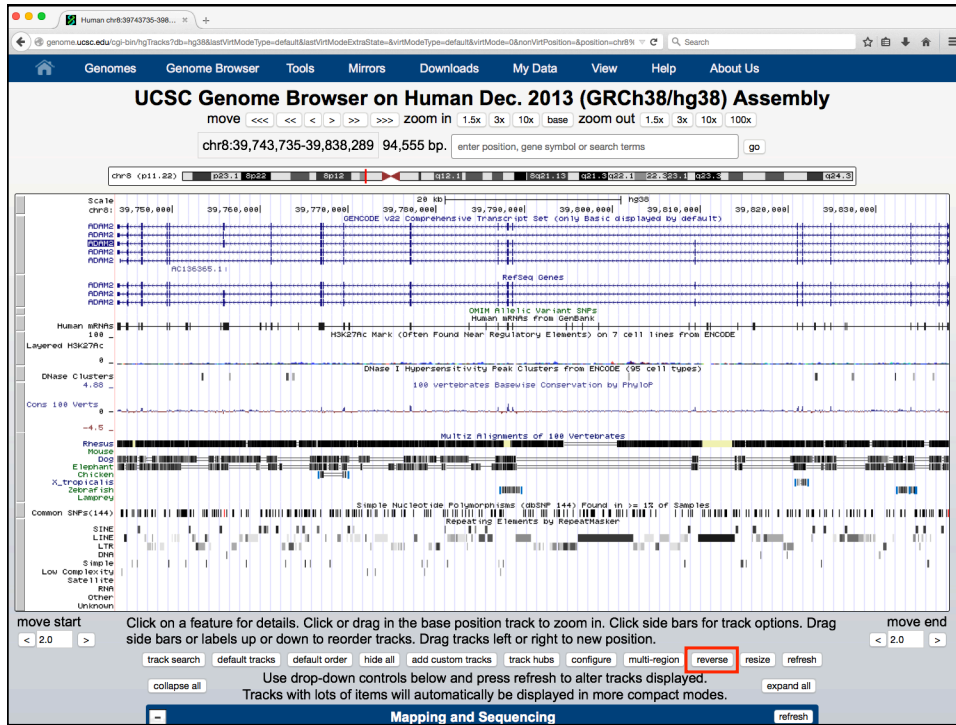 Human chr8:39743735-398...
genome.ucsc.edu/cgi-bin/hgTracks?db=hg38&lastVirtModeType=default&lastVirtModeExtraState=&virtModeType=default&virtMode=0&nonVirtPosition=&position=chr8%
Search
Genomes Genome Browser Tools Mirrors Downloads My Data View Help About Us
UCSC Genome Browser on Human Dec. 2013 (GRCh38/hg38) Assembly
move <<< << < > >> >>> zoom in 1.5x 3x 10x base zoom out 1.5x 3x 10x 100x
chr8:39,743,735-39,838,289 94,555 bp. enter position, gene symbol or search terms go
chr8 (p11.22) p23.1 8p22 8p12 q12.1 8q21.13 q21.3 q22.1 22.3 23.1 q23.3 q24.3
Scale 20 kb hg38
chr8: 39,750,000 39,760,000 39,770,000 39,780,000 39,790,000 39,800,000 39,810,000 39,820,000 39,830,000
GENCODE v22 Comprehensive Transcript Set (only Basic displayed by default)
ADAM2
ADAM2
ADAM2
ADAM2
ADAM2
AC136365.1
RefSeq Genes
ADAM2
ADAM2
ADAM2
OMIM Allelic Variant SNPs
Human mRNAs from GenBank
Human mRNAs
H3K27Ac Mark (Often Found Near Regulatory Elements) on 7 cell lines from ENCODE
100
Layered H3K27Ac
0
DNase I Hypersensitivity Peak Clusters from ENCODE (95 cell types)
DNase Clusters
4.88 100 vertebrates Basewise Conservation by PhyloP
Cons 100 Verts
0
-4.5
Multiz Alignments of 100 Vertebrates
Rhesus
Mouse
Dog
Elephant
Chicken
X_tropicalis
Zebrafish
Lamprey
Simple Nucleotide Polymorphisms (dbSNP 144) Found in >= 1% of Samples
Common SNPs(144)
Repeating Elements by RepeatMasker
SINE
LINE
LTR
DNA
Simple
Low Complexity
Satellite
RNA
Other
Unknown
move start Click on a feature for details. Click or drag in the base position track to zoom in. Click side bars for track options. Drag move end
< 2.0 > side bars or labels up or down to reorder tracks. Drag tracks left or right to new position. < 2.0 >
track search default tracks default order hide all add custom tracks track hubs configure multi-region reverse resize refresh
collapse all Use drop-down controls below and press refresh to alter tracks displayed. expand all
Tracks with lots of items will automatically be displayed in more compact modes.
- Mapping and Sequencing refresh